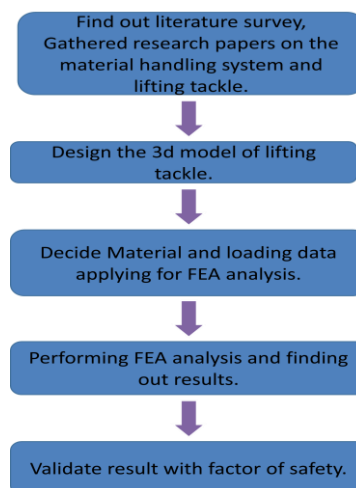 Find out literature survey,
Gathered research papers on the
material handling system and
lifting tackle.
Design the 3d model of lifting
tackle.
Decide Material and loading data
applying for FEA analysis.
Performing FEA analysis and finding
out results.
Validate result with factor of safety.